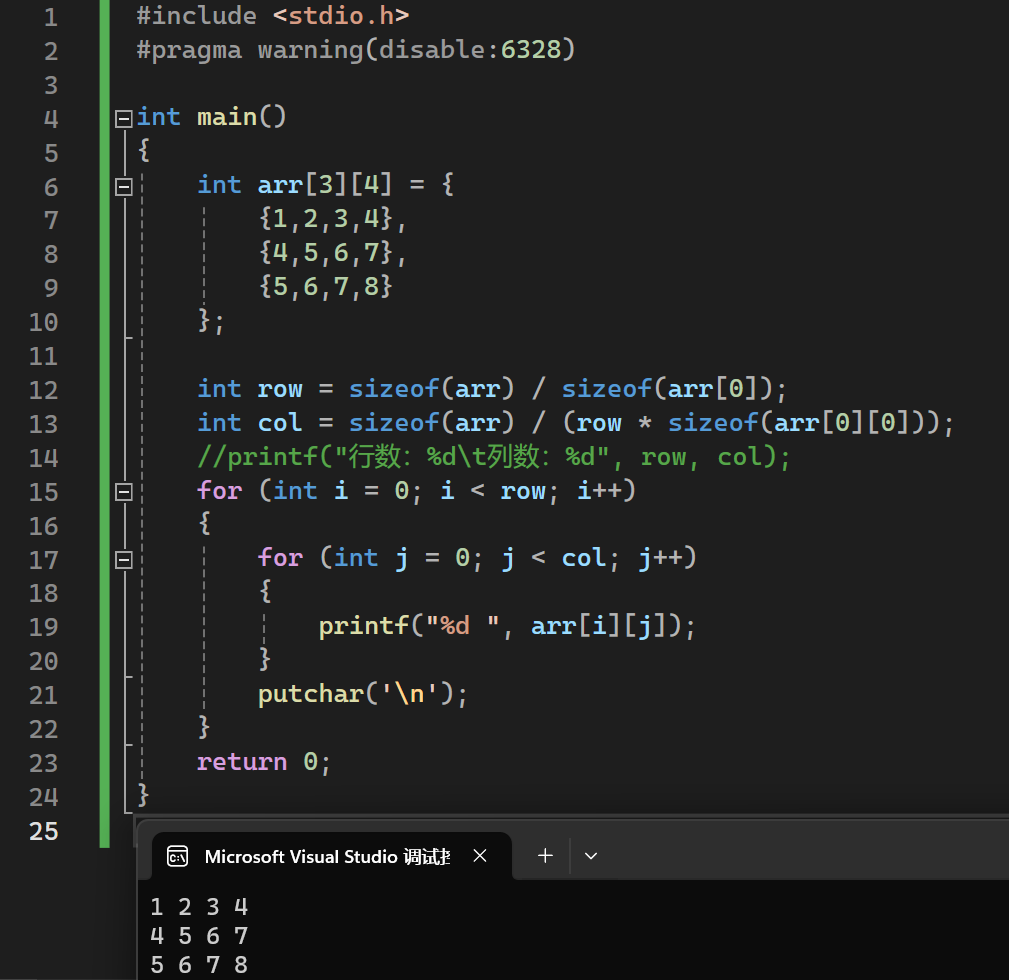 1 #include <stdio.h>
2 #pragma warning(disable:6328)
3
4 int main()
5 {
6     int arr[3][4] = {
7         {1,2,3,4},
8         {4,5,6,7},
9         {5,6,7,8}
10     };
11
12     int row = sizeof(arr) / sizeof(arr[0]);
13     int col = sizeof(arr) / (row * sizeof(arr[0][0]));
14     //printf("行数: %d\t列数: %d", row, col);
15     for (int i = 0; i < row; i++)
16     {
17         for (int j = 0; j < col; j++)
18         {
19             printf("%d ", arr[i][j]);
20         }
21         putchar('\n');
22     }
23     return 0;
24 }
25
Microsoft Visual Studio 调试
1 2 3 4
4 5 6 7
5 6 7 8